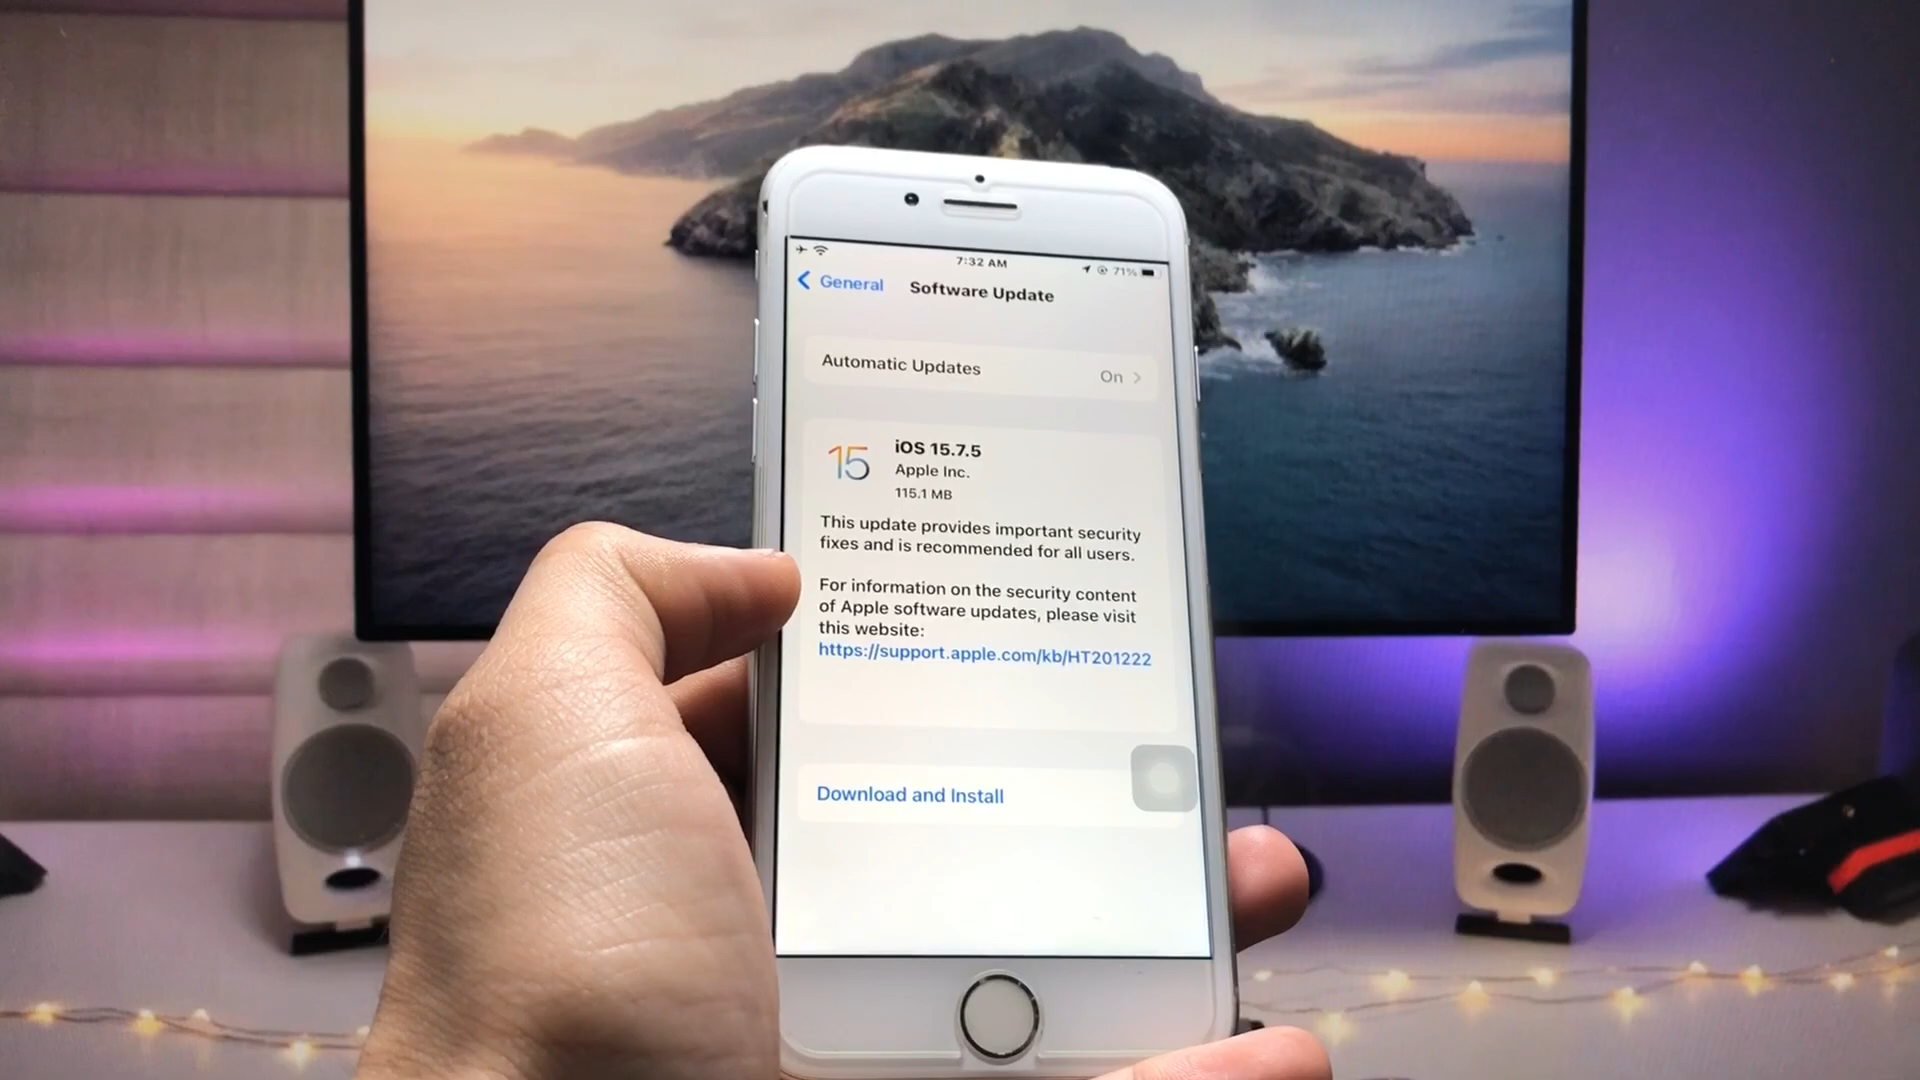 7:32 AM
71%
General
Software Update
Automatic Updates
On
15
iOS 15.7.5
Apple Inc.
115.1 MB
This update provides important security
fixes and is recommended for all users.
For information on the security content
of Apple software updates, please visit
this website:
https://support.apple.com/kb/HT201222
Download and Install